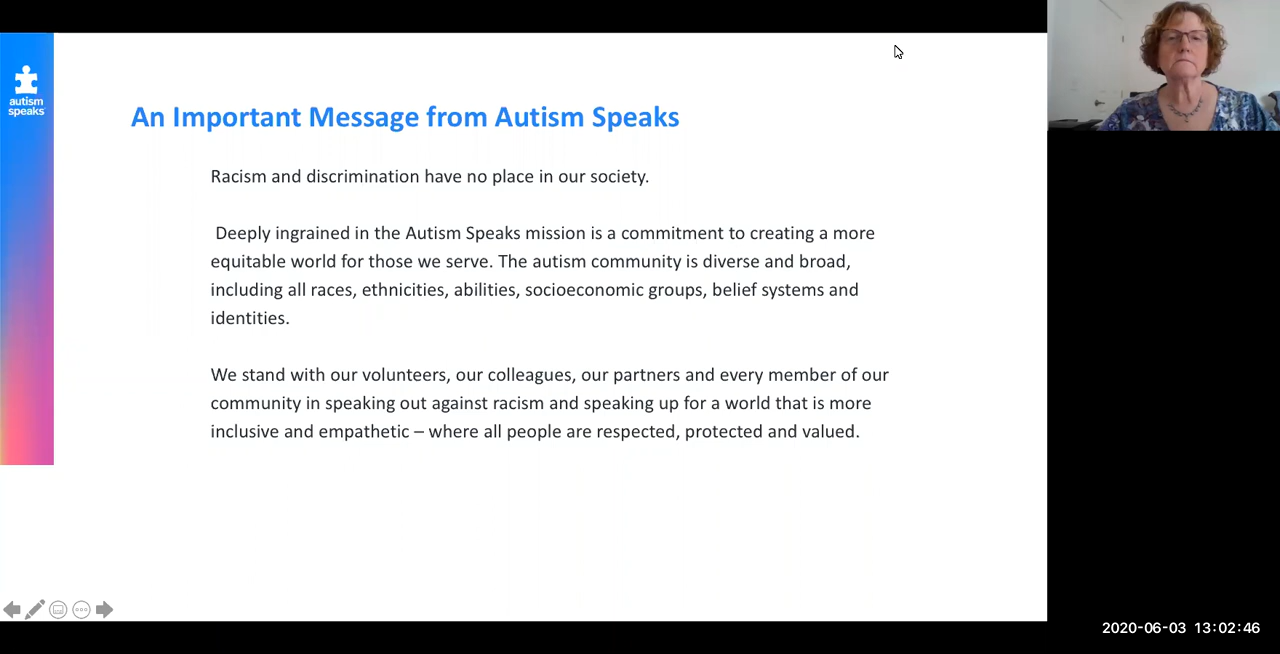 autism
speaks
An Important Message from Autism Speaks
Racism and discrimination have no place in our society.
Deeply ingrained in the Autism Speaks mission is a commitment to creating a more
equitable world for those we serve. The autism community is diverse and broad,
including all races, ethnicities, abilities, socioeconomic groups, belief systems and
identities.
We stand with our volunteers, our colleagues, our partners and every member of our
community in speaking out against racism and speaking up for a world that is more
inclusive and empathetic – where all people are respected, protected and valued.
2020-06-03 13:02:46